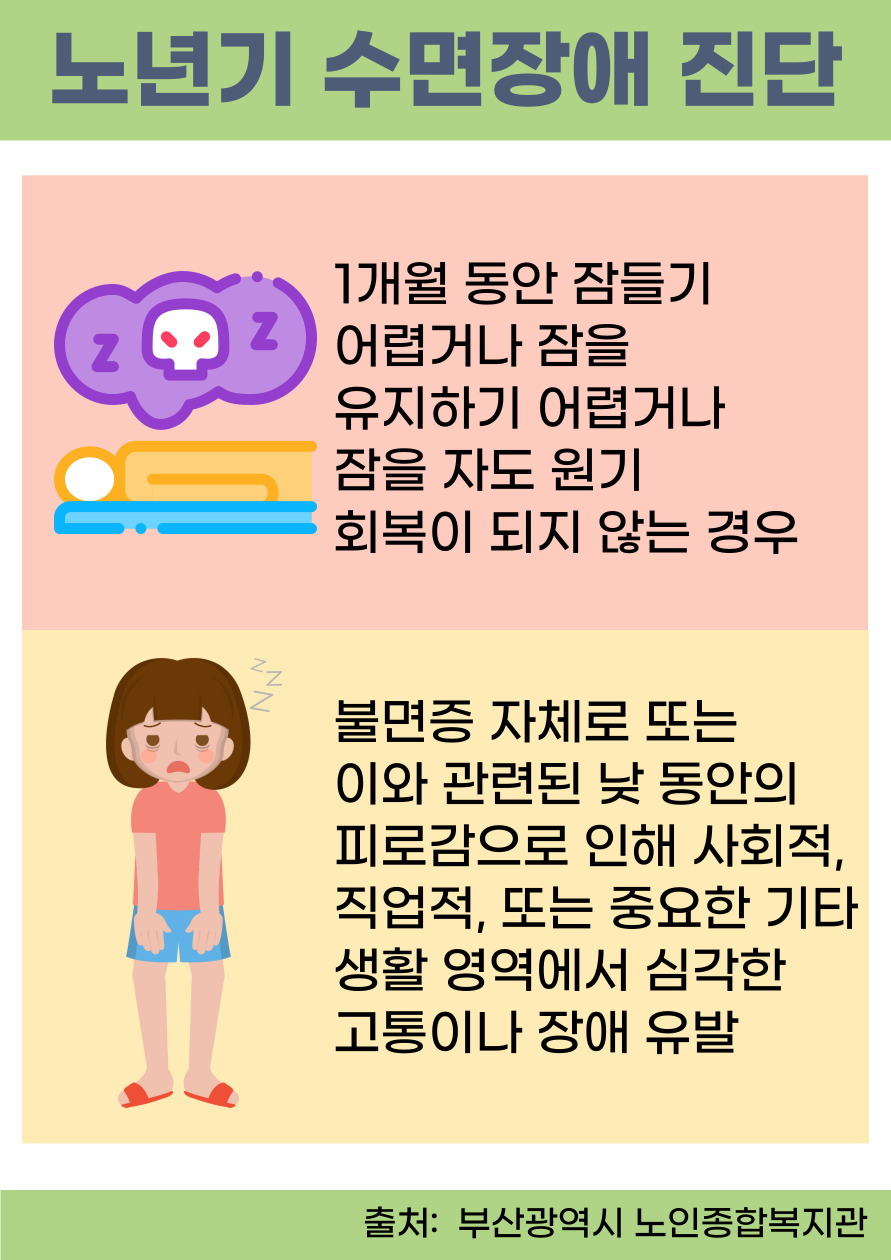 노년기 수면장애 진단
1개월 동안 잠들기
어렵거나 잠을
유지하기 어렵거나
잠을 자도 원기
회복이 되지 않는 경우
z
z
z
z
z
불면증 자체로 또는
이와 관련된 낮 동안의
피로감으로 인해 사회적,
직업적, 또는 중요한 기타
생활 영역에서 심각한
고통이나 장애 유발
출처: 부산광역시 노인종합복지관